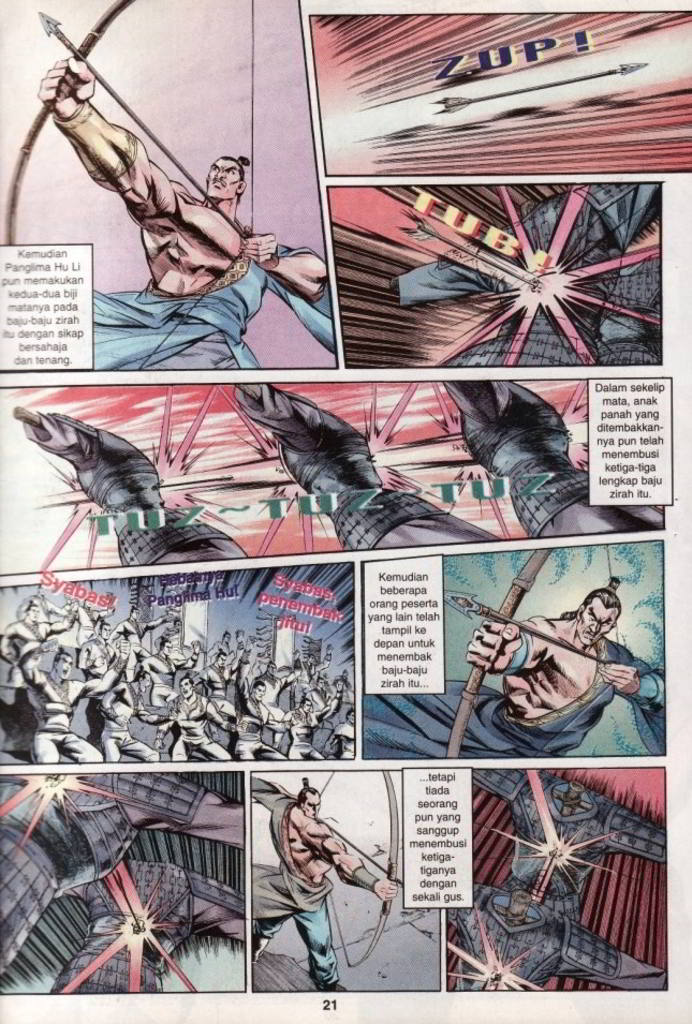 Kemudian
Panglima Hu Li
pun memakukan
kedua-dua biji
matanya pada
baju-baju zirah
itu dengan sikap
bersahaja
dan tenang.
ZUP!
TUB!
Dalam sekelip
mata, anak
panah yang
ditembakkan-
nya pun telah
menembusi
ketiga-tiga
lengkap baju
zirah itu.
TUZ~TUZ~TUZ
Syabas!
Hebatnya
Panglima Hu!
Syabas,
penembak
jitu!
Kemudian
beberapa
orang peserta
yang lain telah
tampil ke
depan untuk
menembak
baju-baju
zirah itu...
...tetapi
tiada
seorang
pun yang
sanggup
menembusi
ketiga-
tiganya
dengan
sekali gus.
21